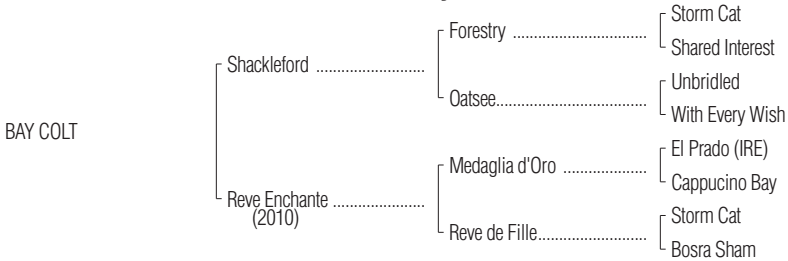 Storm Cat
Forestry ................................
Shared Interest
Shackleford ..........................
Unbridled
Oatsee....................................
With Every Wish
BAY COLT
El Prado (IRE)
Medaglia d'Oro ....................
Cappucino Bay
Reve Enchante ......................
(2010)
Storm Cat
Reve de Fille..........................
Bosra Sham